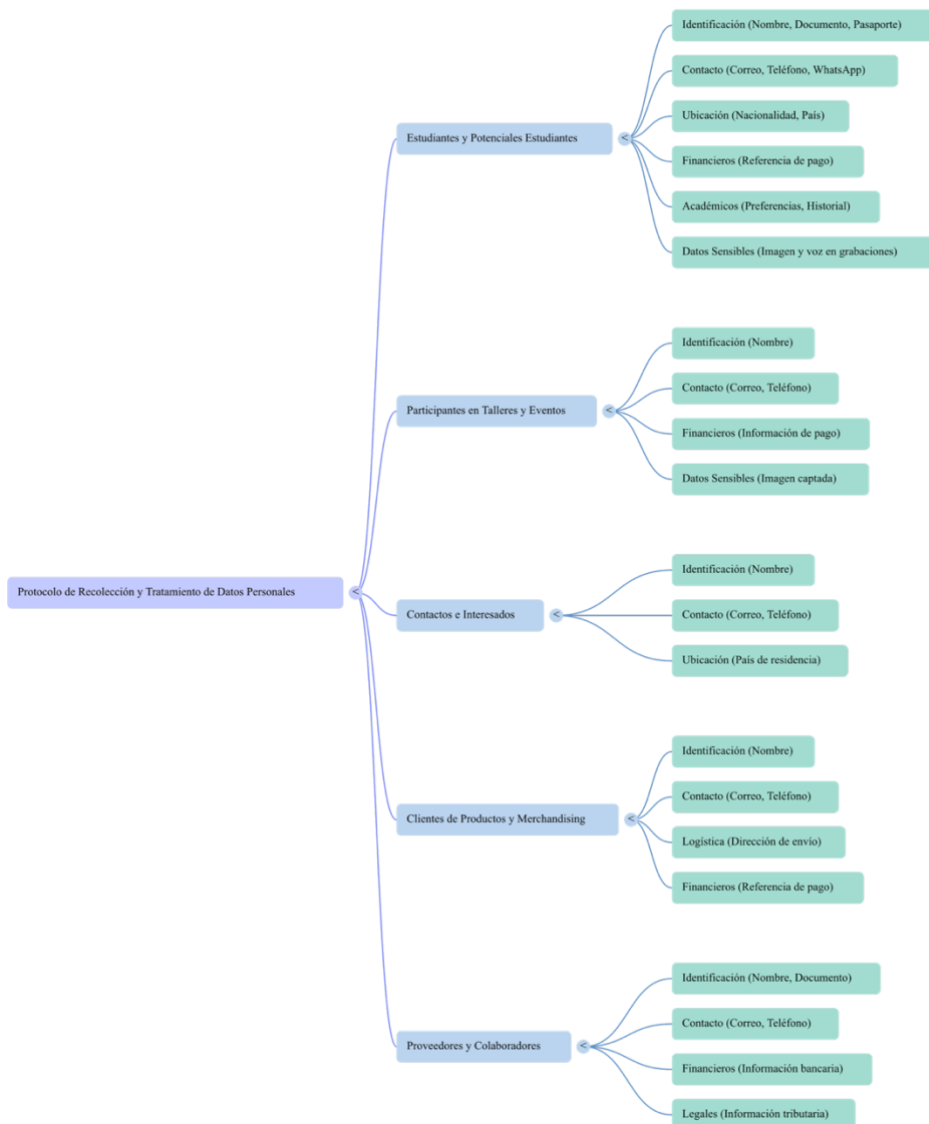 Protocolo de Recolección y Tratamiento de Datos Personales
<
Estudiantes y Potenciales Estudiantes
<
Identificación (Nombre, Documento, Pasaporte)
Contacto (Correo, Teléfono, WhatsApp)
Ubicación (Nacionalidad, País)
Financieros (Referencia de pago)
Académicos (Preferencias, Historial)
Datos Sensibles (Imagen y voz en grabaciones)
Participantes en Talleres y Eventos
<
Identificación (Nombre)
Contacto (Correo, Teléfono)
Financieros (Información de pago)
Datos Sensibles (Imagen captada)
Contactos e Interesados
<
Identificación (Nombre)
Contacto (Correo, Teléfono)
Ubicación (País de residencia)
Clientes de Productos y Merchandising
<
Identificación (Nombre)
Contacto (Correo, Teléfono)
Logística (Dirección de envío)
Financieros (Referencia de pago)
Proveedores y Colaboradores
<
Identificación (Nombre, Documento)
Contacto (Correo, Teléfono)
Financieros (Información bancaria)
Legales (Información tributaria)